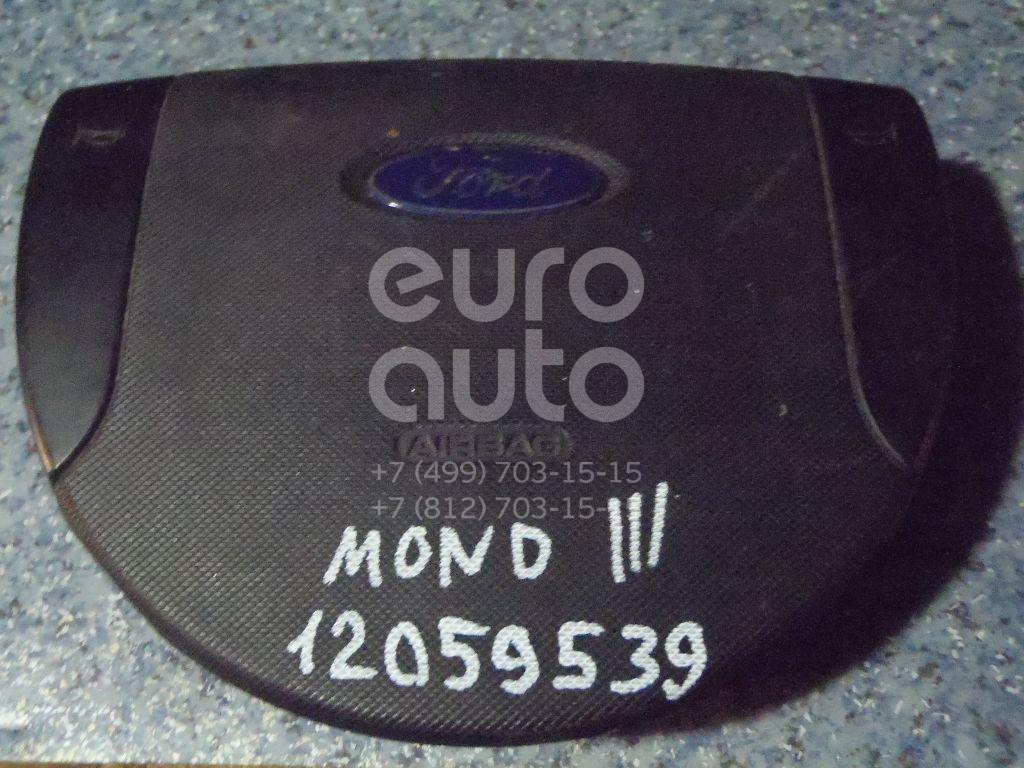 Ford
euro
auto
AIRBAG
+7 (499) 703-15-15
+7 (812) 703-15-
MOND III
12059539